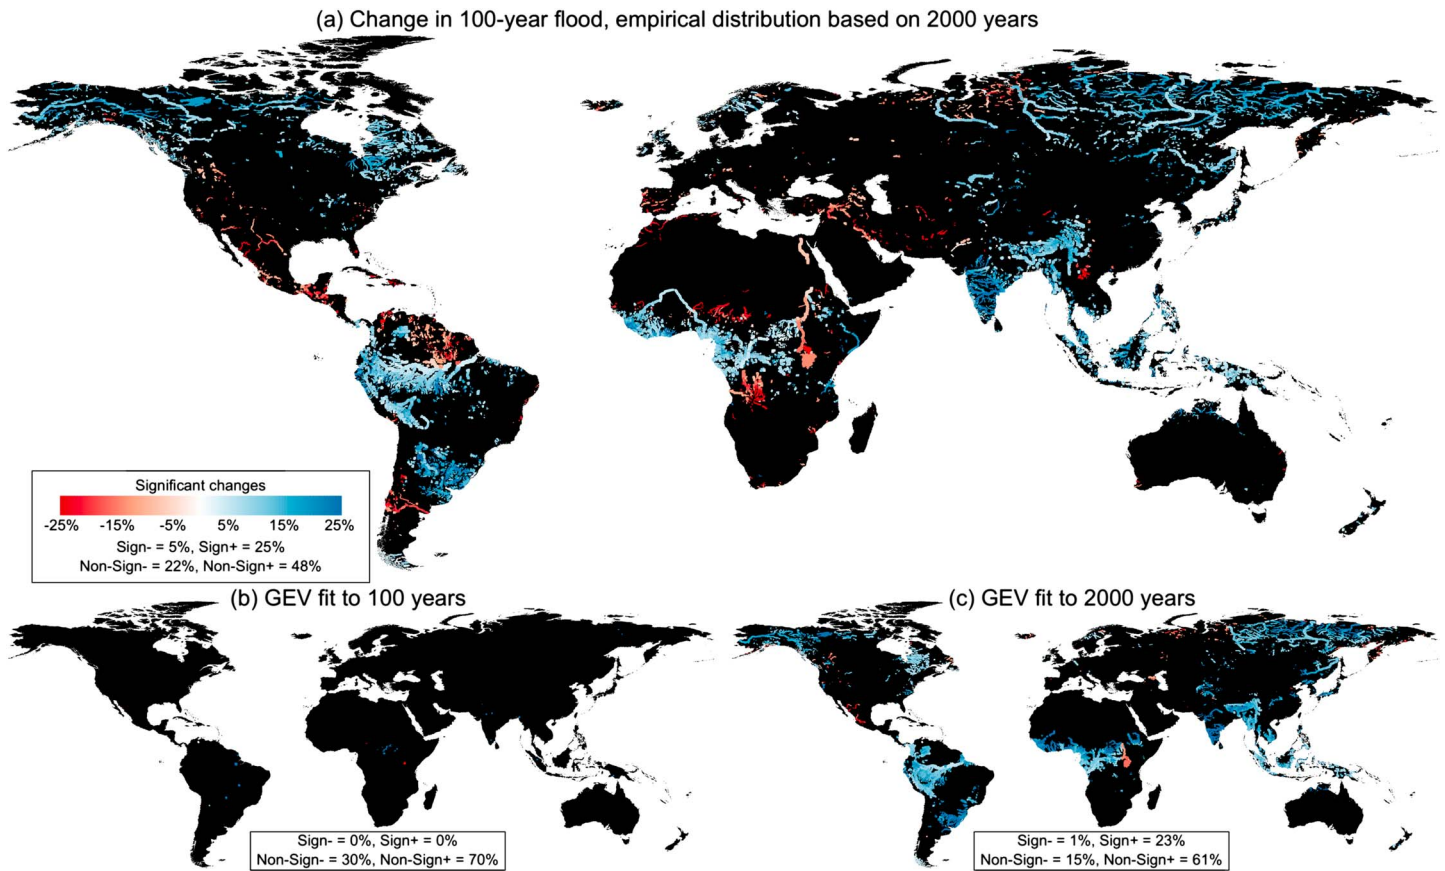 (a) Change in 100-year flood, empirical distribution based on 2000 years
Significant changes
-25% -15% -5% 5% 15% 25%
Sign- = 5%, Sign+ = 25%
Non-Sign- = 22%, Non-Sign+ = 48%
(b) GEV fit to 100 years
Sign- = 0%, Sign+ = 0%
Non-Sign- = 30%, Non-Sign+ = 70%
(c) GEV fit to 2000 years
Sign- = 1%, Sign+ = 23%
Non-Sign- = 15%, Non-Sign+ = 61%